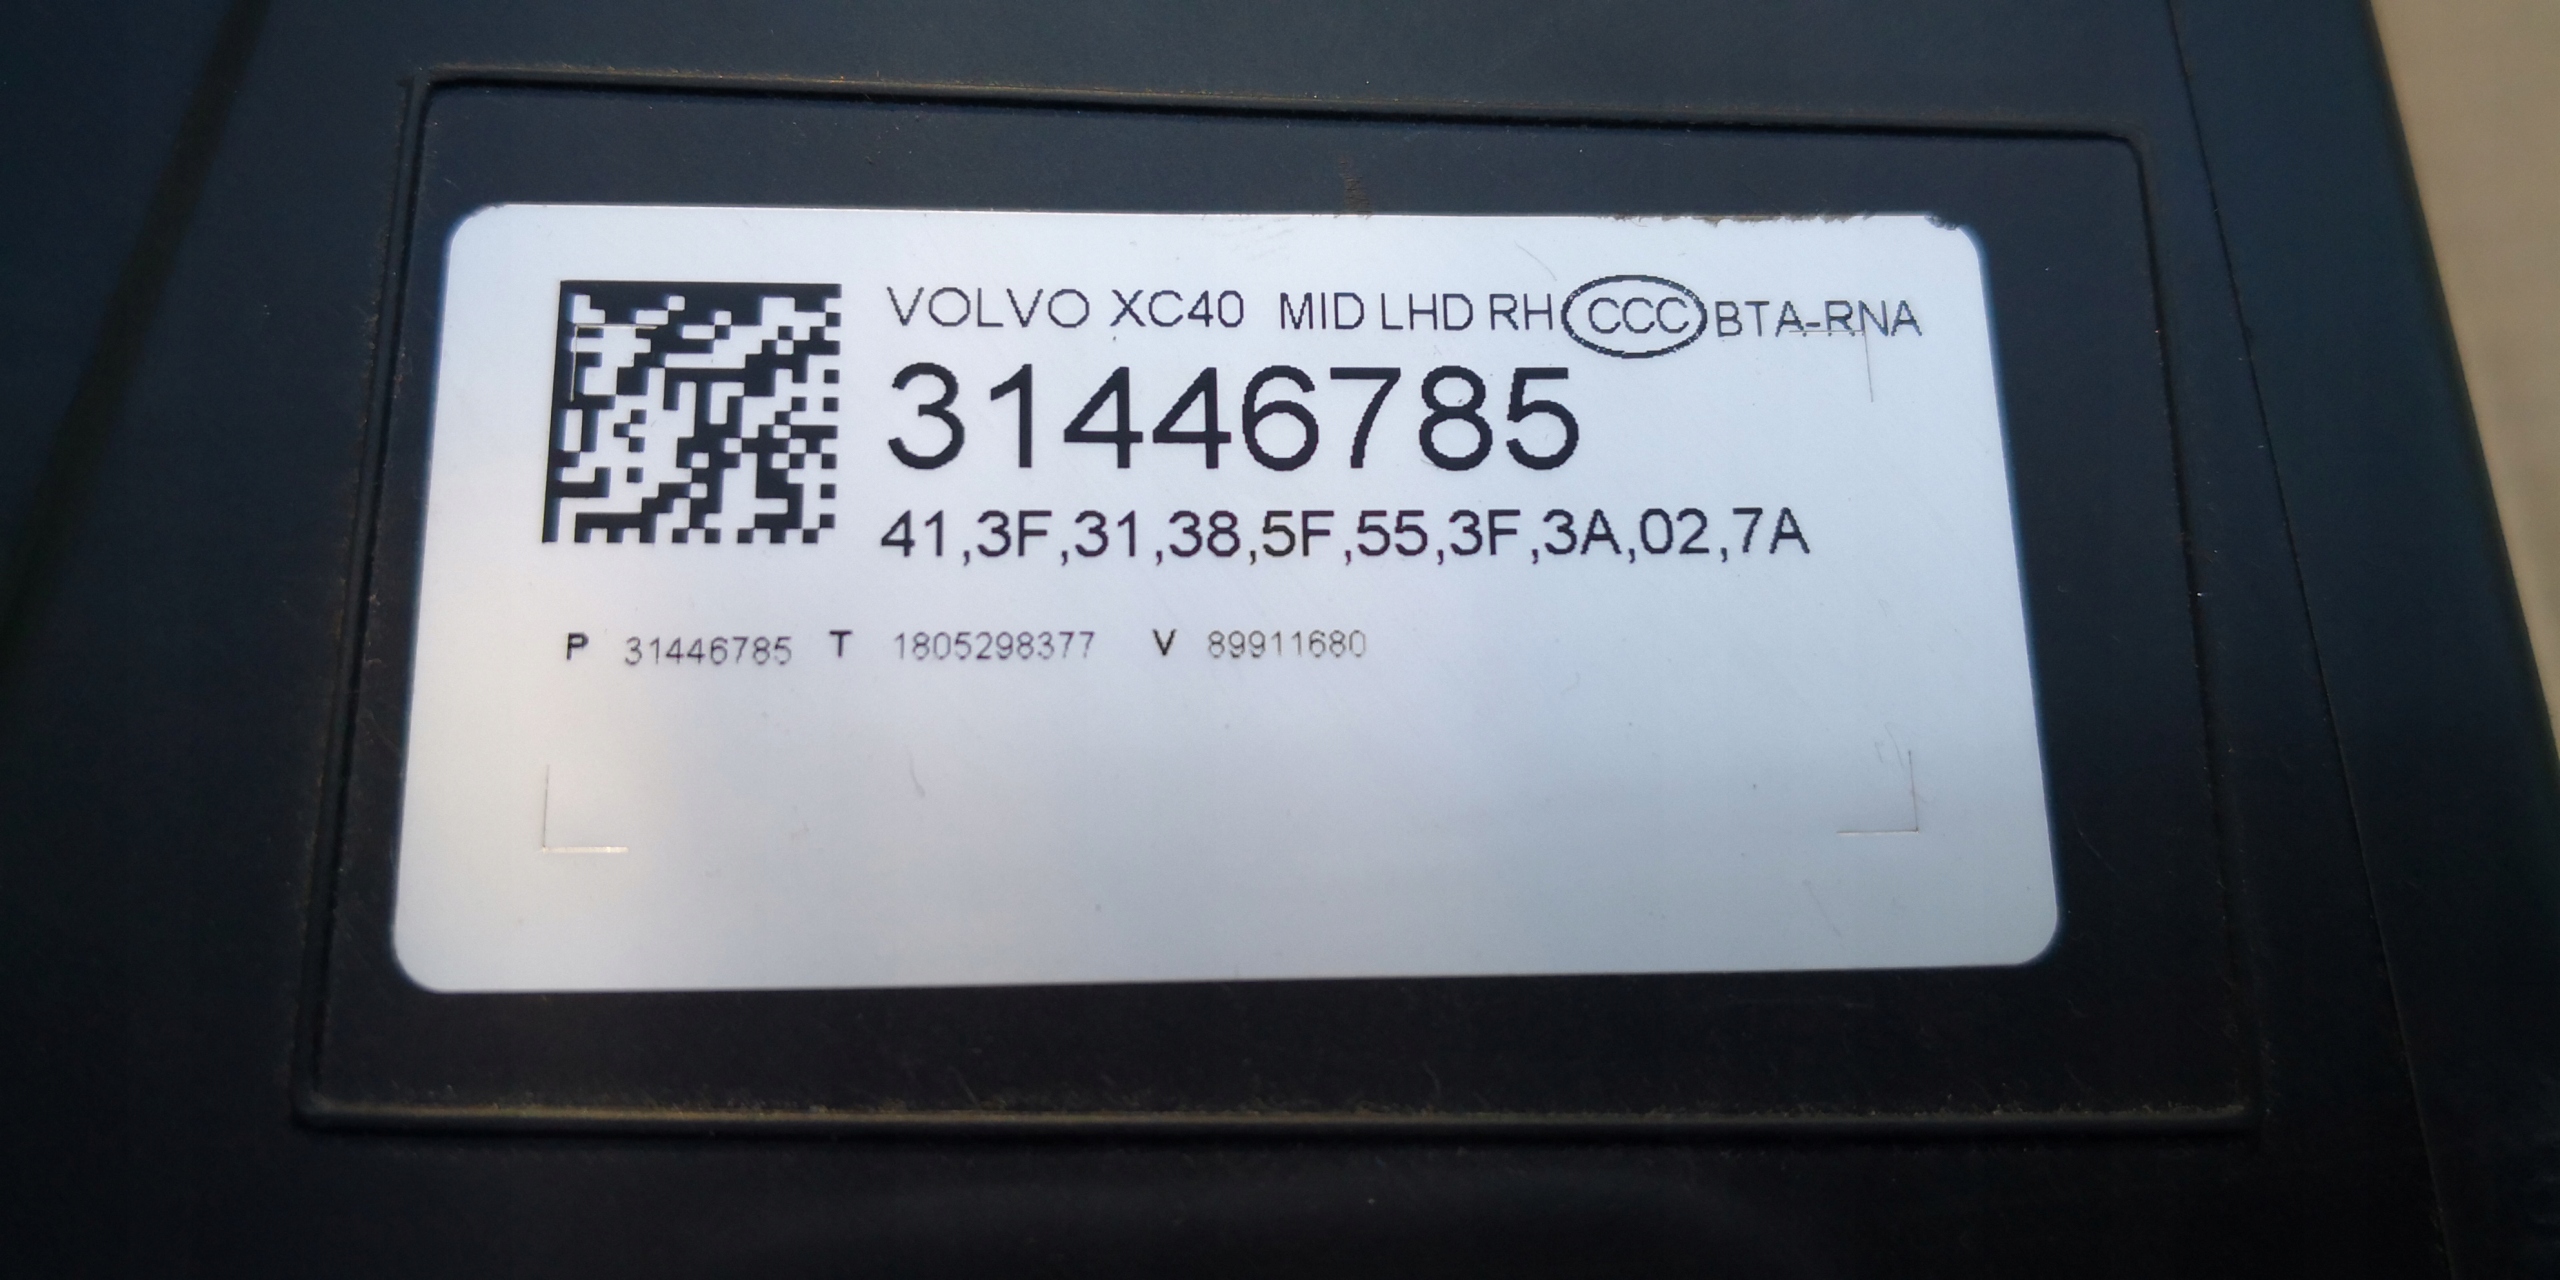 VOLVO XC40 MID LHD RH CCC BTA-RNA
31446785
41,3F,31,38,5F,55,3F,3A,02,7A
P 31446785 T 1805298377 V 89911680